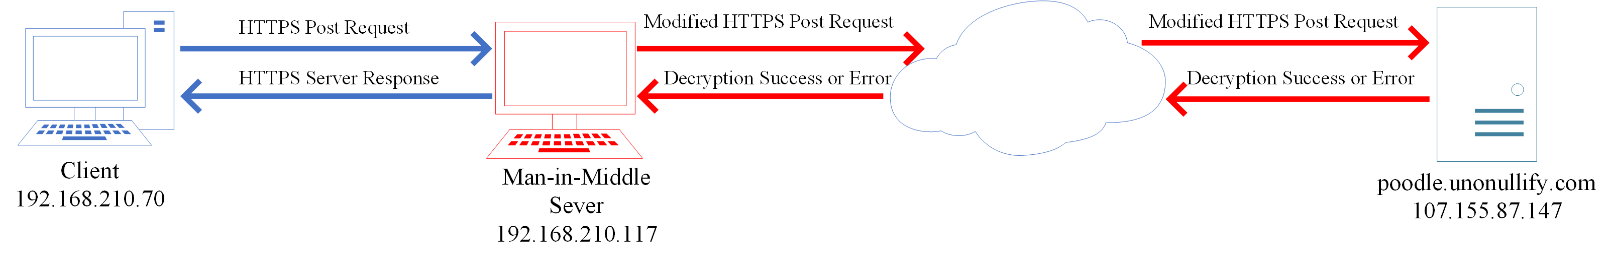 HTTPS Post Request
HTTPS Server Response
Client
192.168.210.70
Modified HTTPS Post Request
Decryption Success or Error
Man-in-Middle
Sever
192.168.210.117
Modified HTTPS Post Request
Decryption Success or Error
poodle.unonullify.com
107.155.87.147